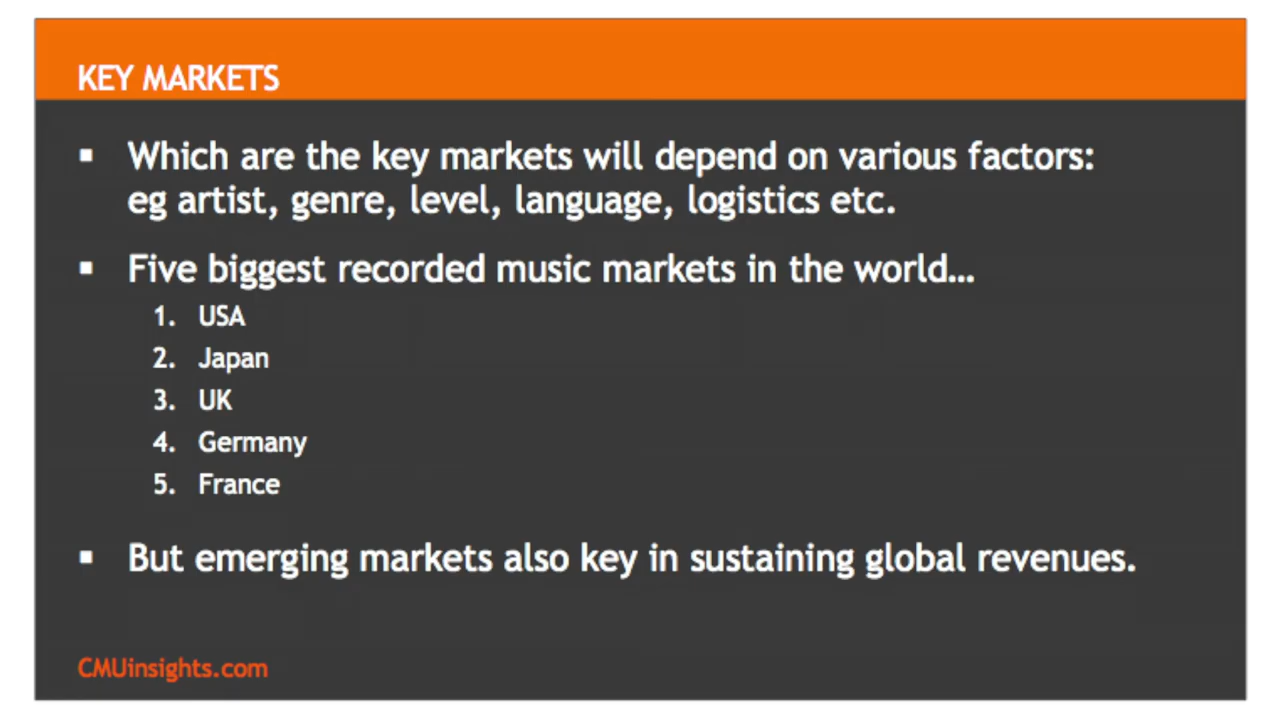 KEY MARKETS
▪ Which are the key markets will depend on various factors:
eg artist, genre, level, language, logistics etc.
▪ Five biggest recorded music markets in the world…
1. USA
2. Japan
3. UK
4. Germany
5. France
▪ But emerging markets also key in sustaining global revenues.
CMUinsights.com